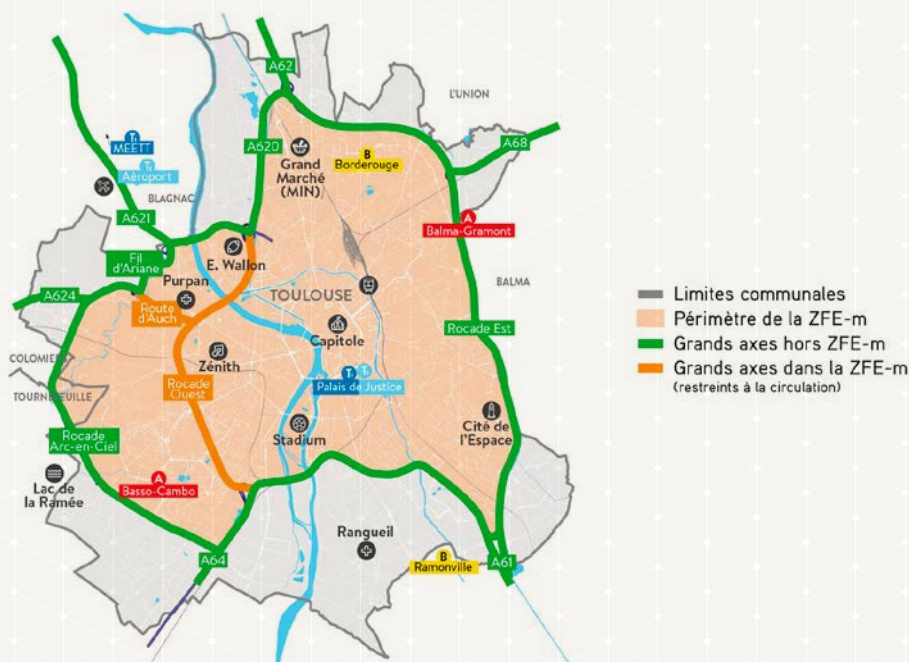 A62
L'UNION
A68
A620
Grand
Marché
(MIN)
B
Borderouge
T1
MEETT
T1
Aéroport
BLAGNAC
A621
A
Balma-Gramont
Fil
d'Ariane
E. Wallon
Purpan
BALMA
A624
TOULOUSE
Route
d'Auch
Capitole
Rocade Est
COLOMIERS
Zénith
T1
T1
Palais de Justice
TOURNEFEUILLE
Rocade
Ouest
Cité de
l'Espace
Stadium
Rocade
Arc-en-Ciel
A
Basso-Cambo
Lac de
la Ramée
Rangueil
A64
B
Ramonville
A61
Limites communales
Périmètre de la ZFE-m
Grands axes hors ZFE-m
Grands axes dans la ZFE-m
(restreints à la circulation)